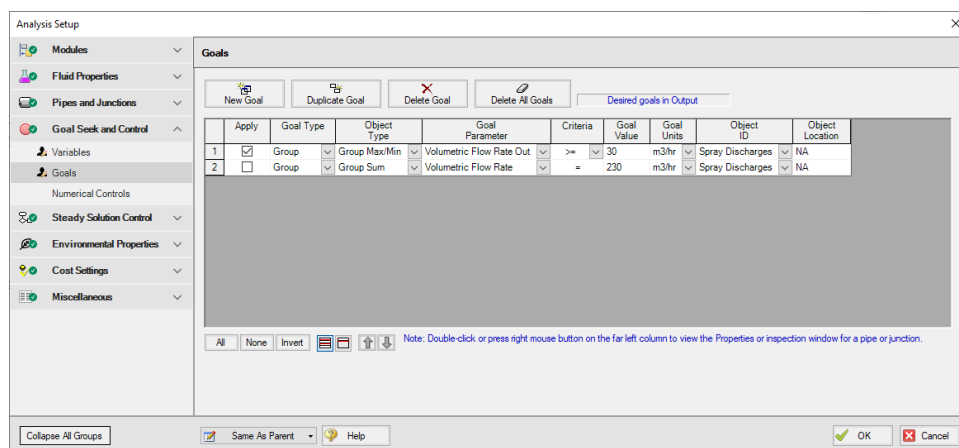 Analysis Setup
Modules
Fluid Properties
Pipes and Junctions
Goal Seek and Control
Variables
Goals
Numerical Controls
Steady Solution Control
Environmental Properties
Cost Settings
Miscellaneous
Collapse All Groups
Goals
New Goal Duplicate Goal Delete Goal Delete All Goals Desired goals in Output
Apply Goal Type Object Type Goal Parameter Criteria Goal Value Goal Units Object ID Object Location
1 Group Group Max/Min Volumetric Flow Rate Out >= 30 m3/hr Spray Discharges NA
2 Group Group Sum Volumetric Flow Rate = 230 m3/hr Spray Discharges NA
All None Invert Note: Double-click or press right mouse button on the far left column to view the Properties or inspection window for a pipe or junction.
Same As Parent Help OK Cancel